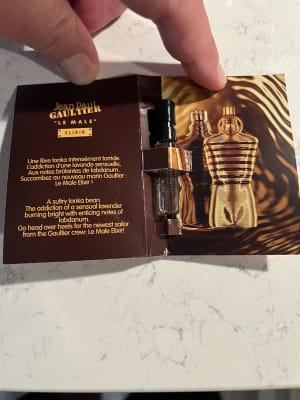 Jean Paul
GAULTIER
"LE MALE"
ELIXIR
Une fève tonka intensément torride.
L'addiction d'une lavande sensuelle,
Aux notes brûlantes de labdanum.
Succombez au nouveau marin Gaultier :
Le Male Elixir !
A sultry tonka bean.
The addiction of a sensual lavender
burning bright with enticing notes of
labdanum.
Go head over heels for the newest sailor
from the Gaultier crew: Le Male Elixir!